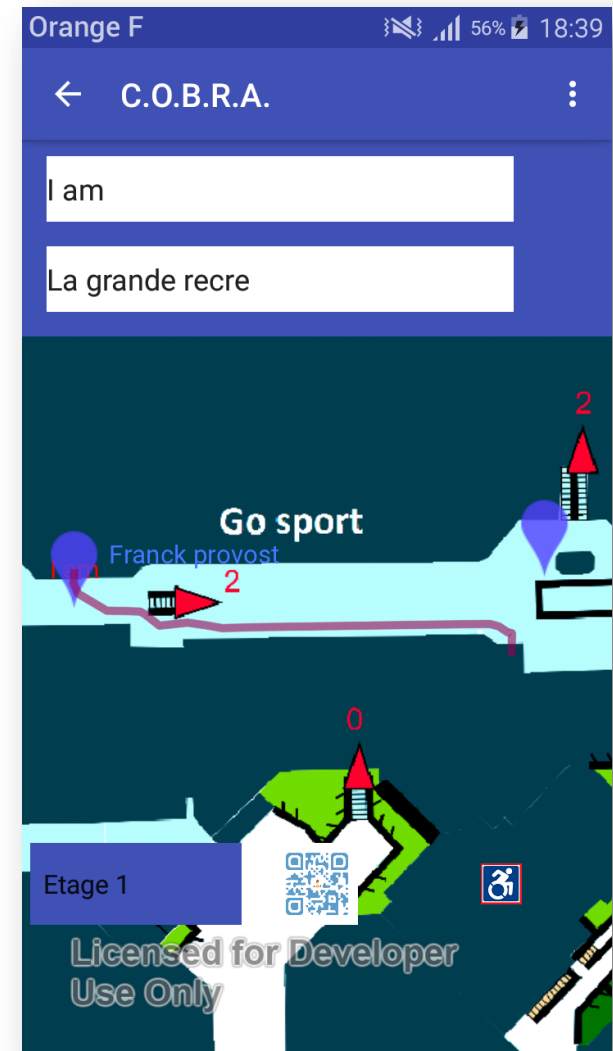 Orange F 56% 18:39
C.O.B.R.A.
I am
La grande recre
2
Go sport
Franck provost
I am
2
0
Etage 1
Licensed for Developer
Use Only